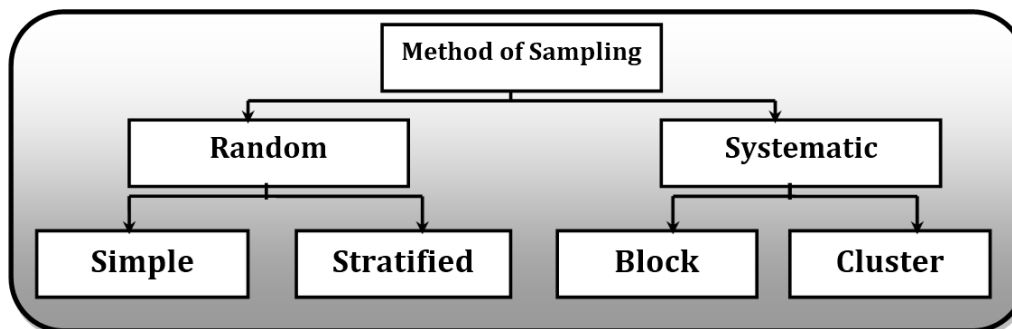 Method of Sampling
Random
Systematic
Simple
Stratified
Block
Cluster